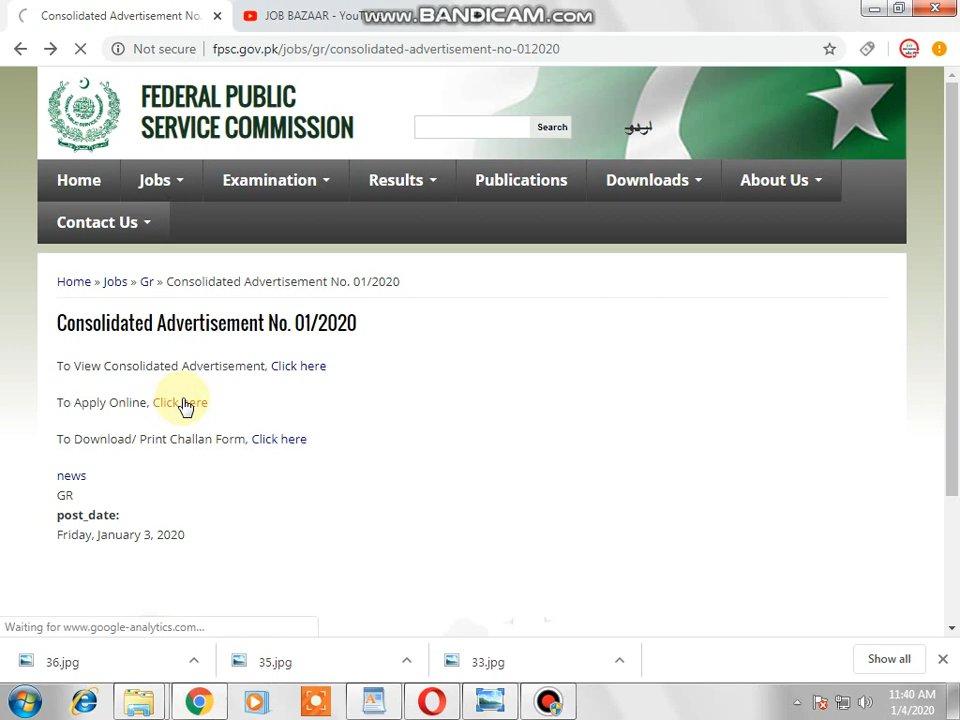 Consolidated Advertisement No.
JOB BAZAAR - You
www.BANDICAM.com
Not secure
fpsc.gov.pk/jobs/gr/consolidated-advertisement-no-012020
FEDERAL PUBLIC
SERVICE COMMISSION
Search
اردو
Home Jobs Examination Results Publications Downloads About Us
Contact Us
Home » Jobs » Gr » Consolidated Advertisement No. 01/2020
Consolidated Advertisement No. 01/2020
To View Consolidated Advertisement, Click here
To Apply Online, Click here
To Download/ Print Challan Form, Click here
news
GR
post_date:
Friday, January 3, 2020
Waiting for www.google-analytics.com...
36.jpg 35.jpg 33.jpg Show all
11:40 AM
1/4/2020